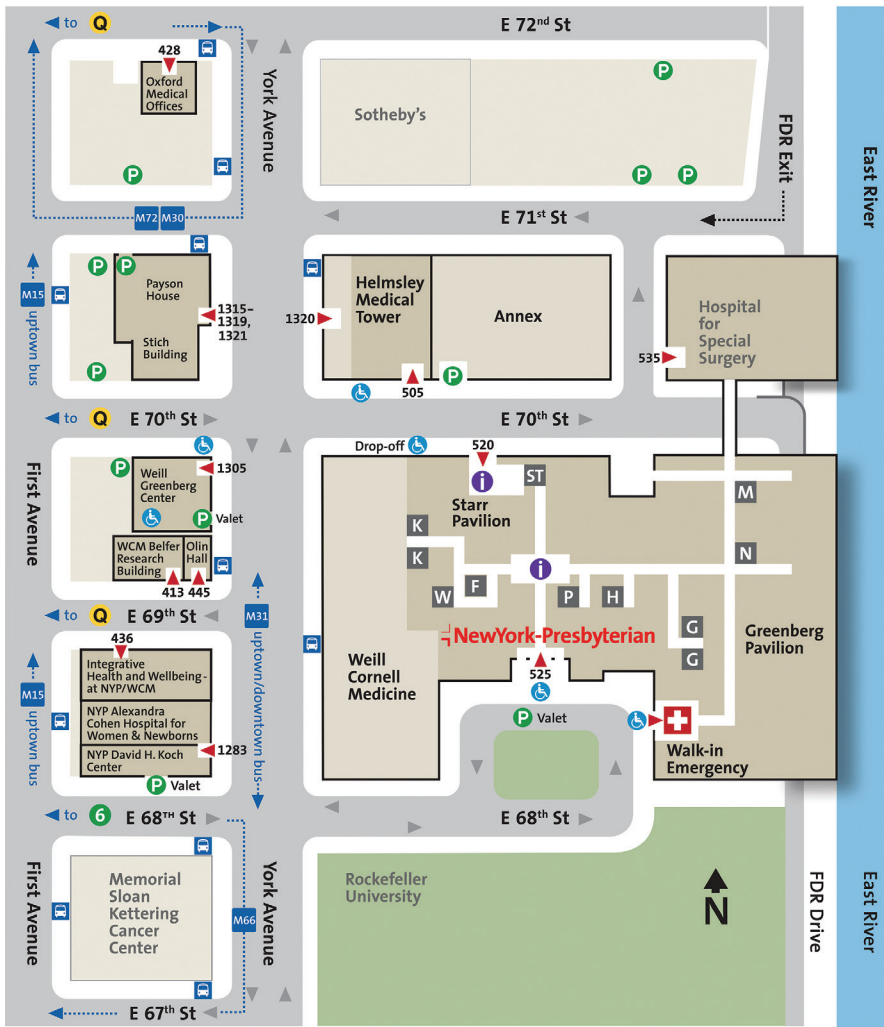 to Q
E 72nd St
428
Oxford
Medical
Offices
P
York Avenue
Sotheby's
P
P
P
FDR Exit
East River
M72
M30
E 71st St
M15
uptown bus
P
P
Payson
House
1315–
1319,
1321
Stich
Building
P
1320
Helmsley
Medical
Tower
Annex
505
P
Hospital
for
Special
Surgery
535
to Q
E 70th St
E 70th St
First Avenue
P
1305
Weill
Greenberg
Center
P
Valet
WCM Belfer
Research
Building
Olin
Hall
413
445
Drop-off
520
i
ST
Starr
Pavilion
K
K
W
F
i
P
H
M
N
G
G
Greenberg
Pavilion
NewYork-Presbyterian
525
Weill
Cornell
Medicine
P
Valet
Walk-in
Emergency
to Q
E 69th St
M31
uptown/downtown bus
436
Integrative
Health and Wellbeing -
at NYP/WCM
NYP Alexandra
Cohen Hospital for
Women & Newborns
NYP David H. Koch
Center
1283
P
Valet
M15
uptown bus
to 6
E 68TH St
E 68th St
First Avenue
Memorial
Sloan
Kettering
Cancer
Center
M66
York Avenue
Rockefeller
University
N
FDR Drive
East River
E 67th St